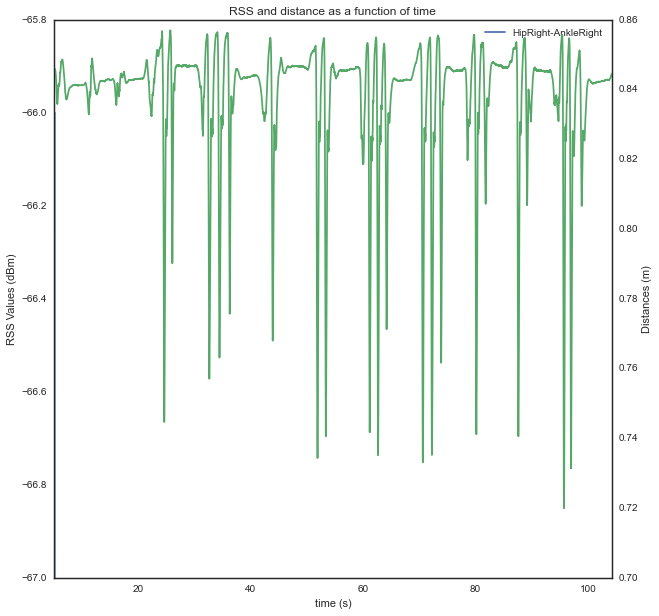 RSS and distance as a function of time
HipRight-AnkleRight
−65.8
−66.0
−66.2
−66.4
−66.6
−66.8
−67.0
RSS Values (dBm)
0.86
0.84
0.82
0.80
0.78
0.76
0.74
0.72
0.70
Distances (m)
20 40 60 80 100
time (s)